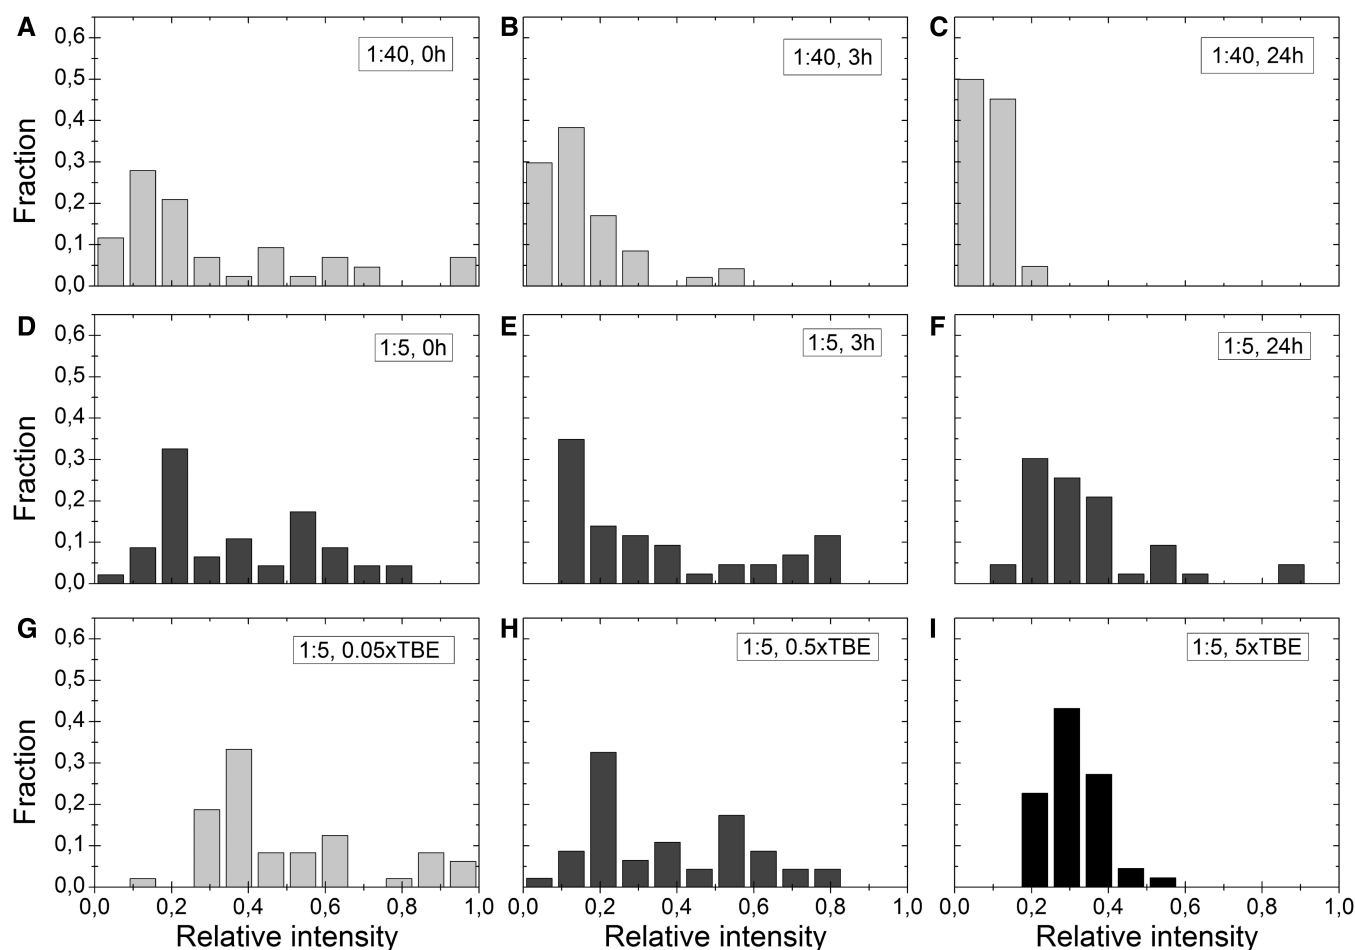 A
B
C
1:40, 0h
1:40, 3h
1:40, 24h
Fraction
0,6
0,5
0,4
0,3
0,2
0,1
0,0
D
E
F
1:5, 0h
1:5, 3h
1:5, 24h
Fraction
0,6
0,5
0,4
0,3
0,2
0,1
0,0
G
H
I
1:5, 0.05xTBE
1:5, 0.5xTBE
1:5, 5xTBE
Fraction
0,6
0,5
0,4
0,3
0,2
0,1
0,0
0,0 0,2 0,4 0,6 0,8 1,0
0,0 0,2 0,4 0,6 0,8 1,0
0,0 0,2 0,4 0,6 0,8 1,0
Relative intensity
Relative intensity
Relative intensity